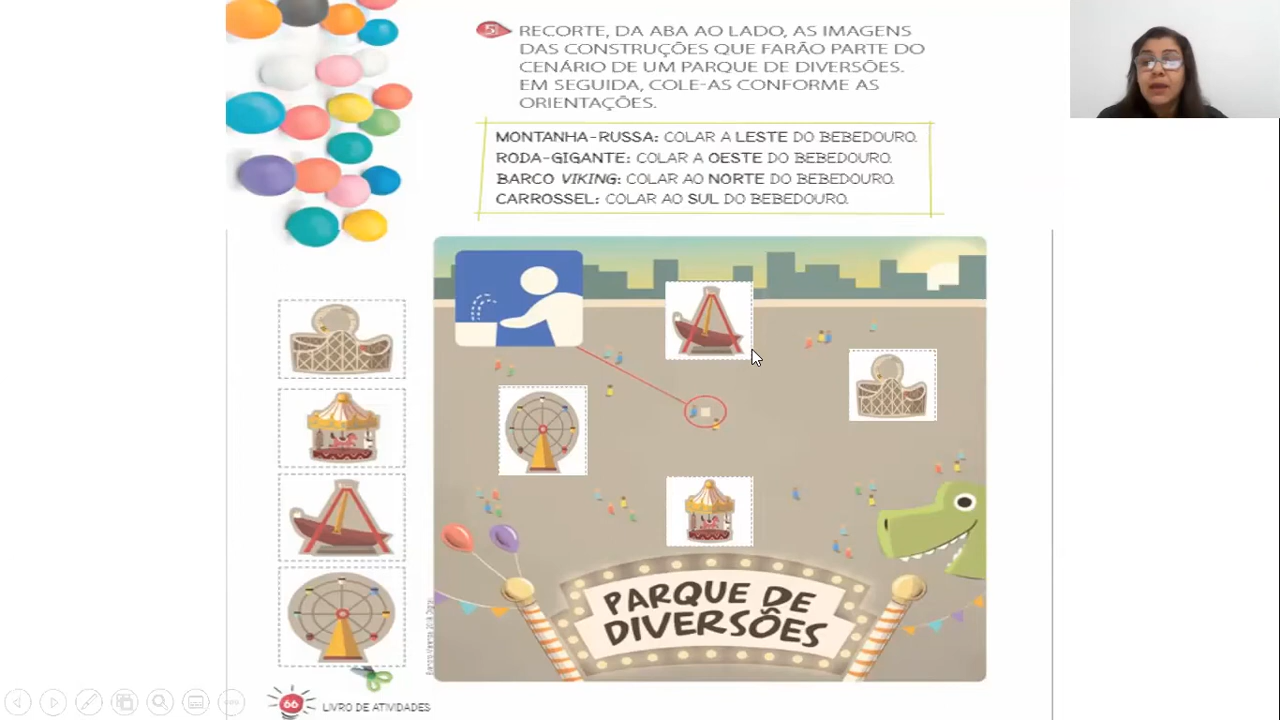 5 RECORTE, DA ABA AO LADO, AS IMAGENS
DAS CONSTRUÇÕES QUE FARÃO PARTE DO
CENÁRIO DE UM PARQUE DE DIVERSÕES.
EM SEGUIDA, COLE-AS CONFORME AS
ORIENTAÇÕES.
MONTANHA-RUSSA: COLAR A LESTE DO BEBEDOURO.
RODA-GIGANTE: COLAR A OESTE DO BEBEDOURO.
BARCO VIKING: COLAR AO NORTE DO BEBEDOURO.
CARROSSEL: COLAR AO SUL DO BEBEDOURO.
PARQUE DE
DIVERSÕES
66 LIVRO DE ATIVIDADES